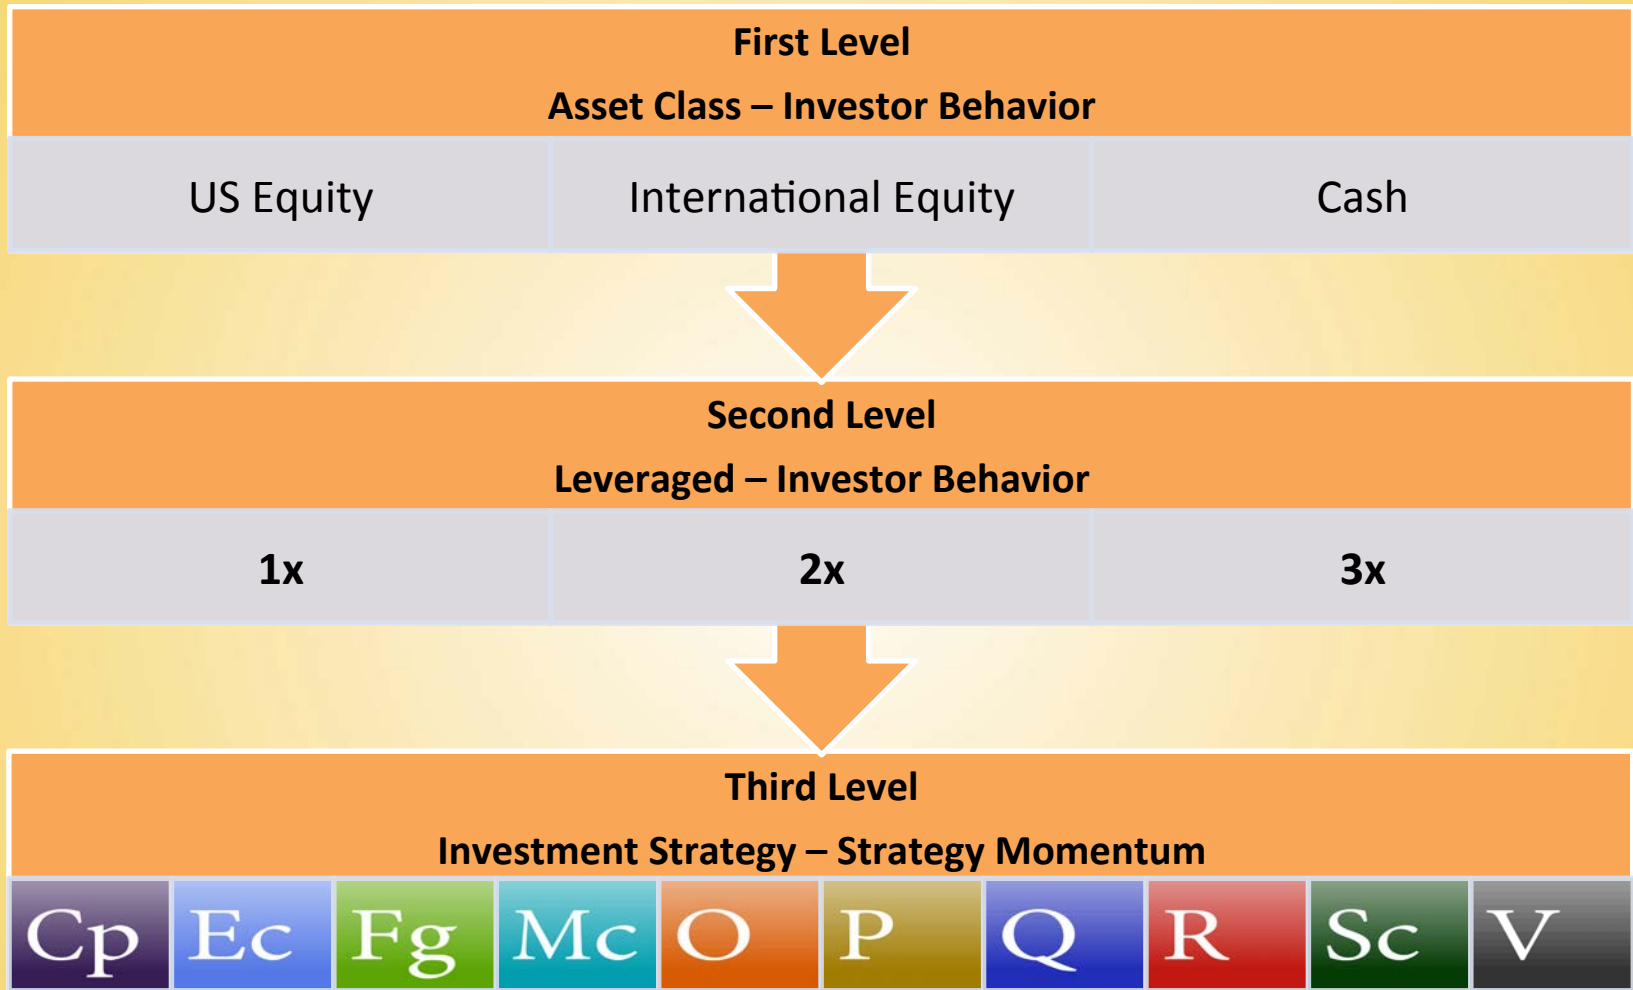 First Level
Asset Class – Investor Behavior
US Equity International Equity Cash
Second Level
Leveraged – Investor Behavior
1x 2x 3x
Third Level
Investment Strategy – Strategy Momentum
Cp Ec Fg Mc O P Q R Sc V